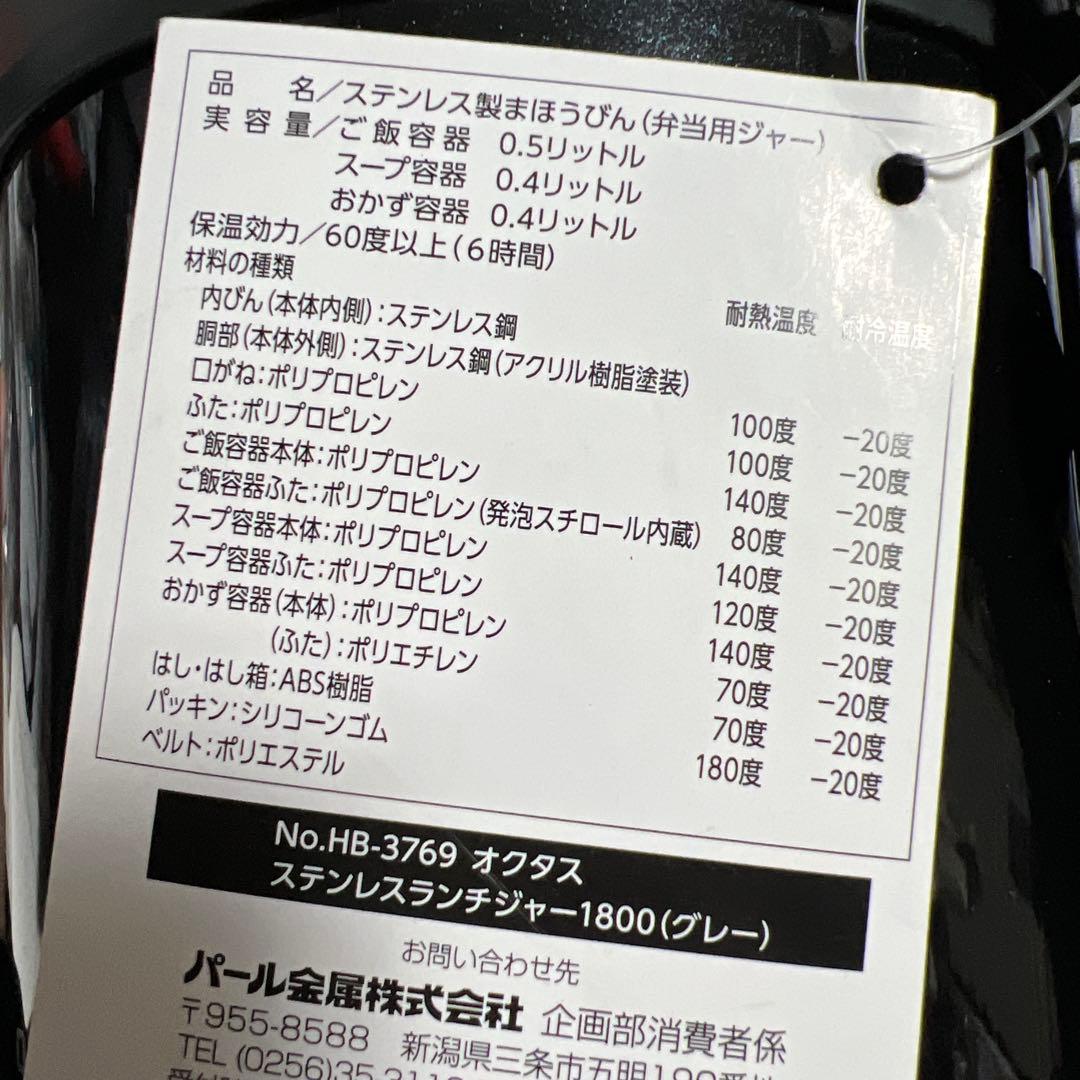 品名／ステンレス製まほうびん(弁当用ジャー)
実容量／ご飯容器 0.5リットル
スープ容器 0.4リットル
おかず容器 0.4リットル
保温効力／60度以上(6時間)
材料の種類 耐熱温度 耐冷温度
内びん(本体内側):ステンレス鋼
胴部(本体外側):ステンレス鋼(アクリル樹脂塗装)
口がね:ポリプロピレン 100度 −20度
ふた:ポリプロピレン 100度 −20度
ご飯容器本体:ポリプロピレン 140度 −20度
ご飯容器ふた:ポリプロピレン(発泡スチロール内蔵) 80度 −20度
スープ容器本体:ポリプロピレン 140度 −20度
スープ容器ふた:ポリプロピレン 120度 −20度
おかず容器(本体):ポリプロピレン 140度 −20度
(ふた):ポリエチレン 70度 −20度
はし・はし箱:ABS樹脂 70度 −20度
パッキン:シリコーンゴム 180度 −20度
ベルト:ポリエステル
No.HB-3769 オクタス
ステンレスランチジャー1800(グレー)
お問い合わせ先
パール金属株式会社 企画部消費者係
〒955-8588 新潟県三条市五明190番地
TEL (0256)35-311